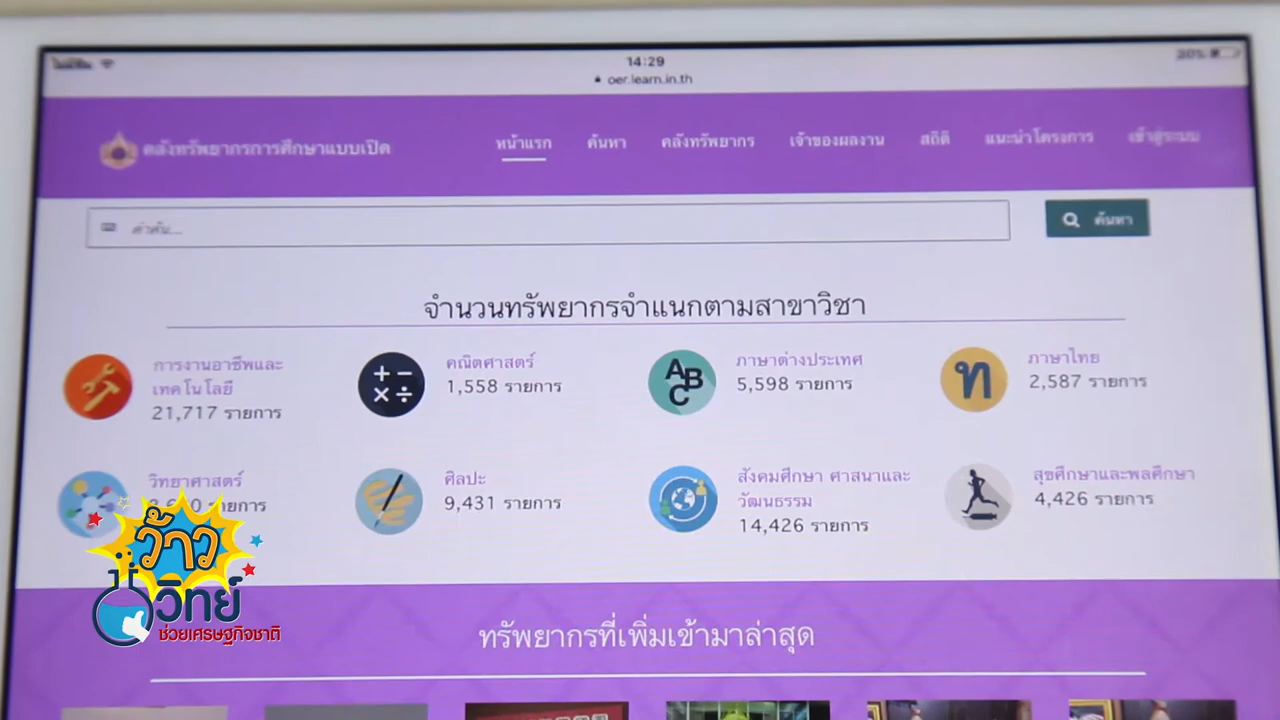 14:29
oer.learn.in.th
คลังทรัพยากรการศึกษาแบบเปิด
หน้าแรก ค้นหา คลังทรัพยากร เจ้าของผลงาน สถิติ แนะนำโครงการ เข้าสู่ระบบ
คำค้น...
ค้นหา
จำนวนทรัพยากรจำแนกตามสาขาวิชา
การงานอาชีพและ
เทคโนโลยี
21,717 รายการ
คณิตศาสตร์
1,558 รายการ
ABC
ภาษาต่างประเทศ
5,598 รายการ
ท
ภาษาไทย
2,587 รายการ
วิทยาศาสตร์
ศิลปะ
9,431 รายการ
สังคมศึกษา ศาสนาและ
วัฒนธรรม
14,426 รายการ
สุขศึกษาและพลศึกษา
4,426 รายการ
ว้าว
วิทย์
ช่วยเศรษฐกิจชาติ
ทรัพยากรที่เพิ่มเข้ามาล่าสุด